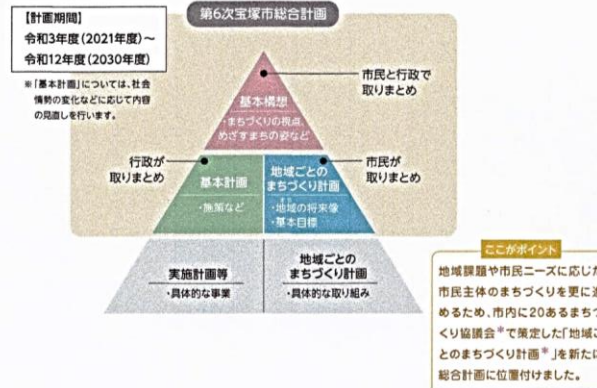 第6次宝塚市総合計画
【計画期間】
令和3年度(2021年度)～
令和12年度(2030年度)
※「基本計画」については、社会
情勢の変化などに応じて内容
の見直しを行います。
市民と行政で
取りまとめ
基本構想
・まちづくりの視点、
めざすまちの姿など
行政が
取りまとめ
基本計画
・施策など
地域ごとの
まちづくり計画
・地域の将来像
・基本目標
市民が
取りまとめ
実施計画等
・具体的な事業
地域ごとの
まちづくり計画
・具体的な取り組み
ここがポイント
地域課題や市民ニーズに応じた
市民主体のまちづくりを更に進
めるため、市内に20あるまちづ
くり協議会*で策定した「地域ご
とのまちづくり計画*」を新たに
総合計画に位置付けました。